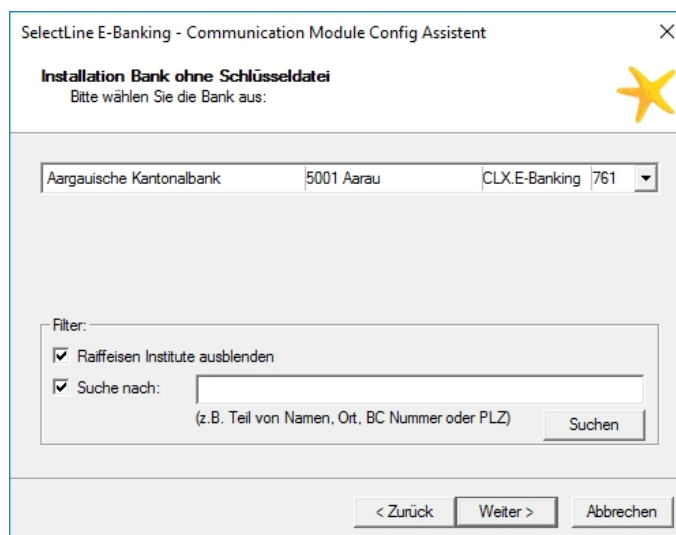 SelectLine E-Banking - Communication Module Config Assistent
Installation Bank ohne Schlüsseldatei
Bitte wählen Sie die Bank aus:
Aargauische Kantonalbank 5001 Aarau CLX.E-Banking 761
Filter:
Raiffeisen Institute ausblenden
Suche nach:
(z.B. Teil von Namen, Ort, BC Nummer oder PLZ)
Suchen
< Zurück Weiter > Abbrechen